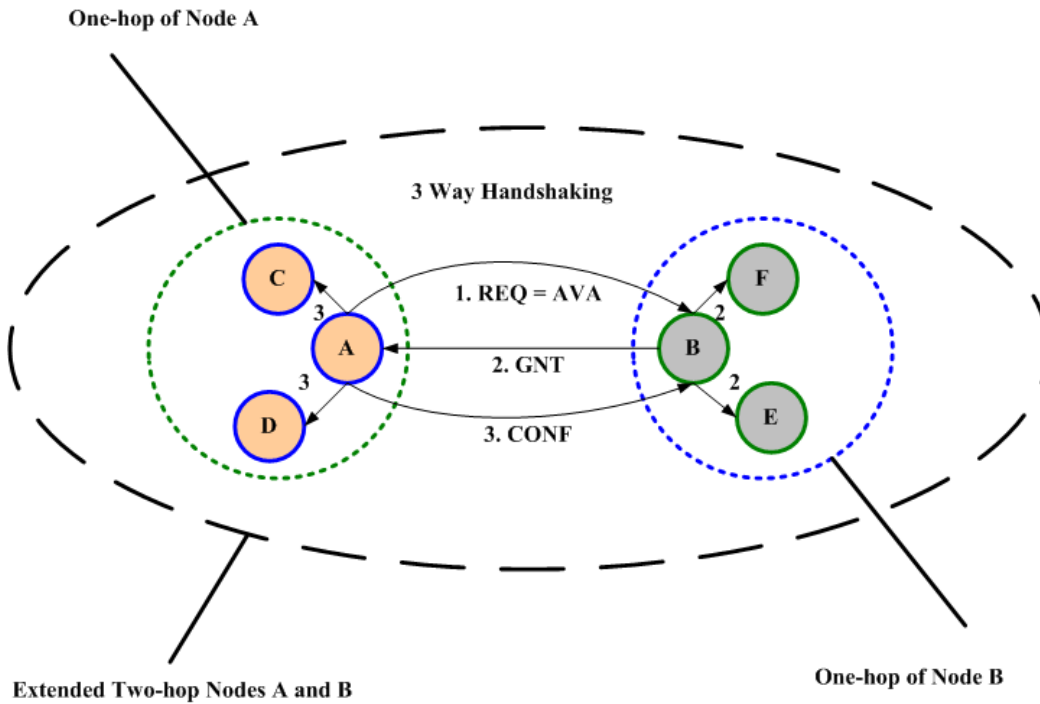 One-hop of Node A
3 Way Handshaking
C
F
1. REQ = AVA
3
2
A
B
2. GNT
3
2
D
E
3. CONF
One-hop of Node B
Extended Two-hop Nodes A and B